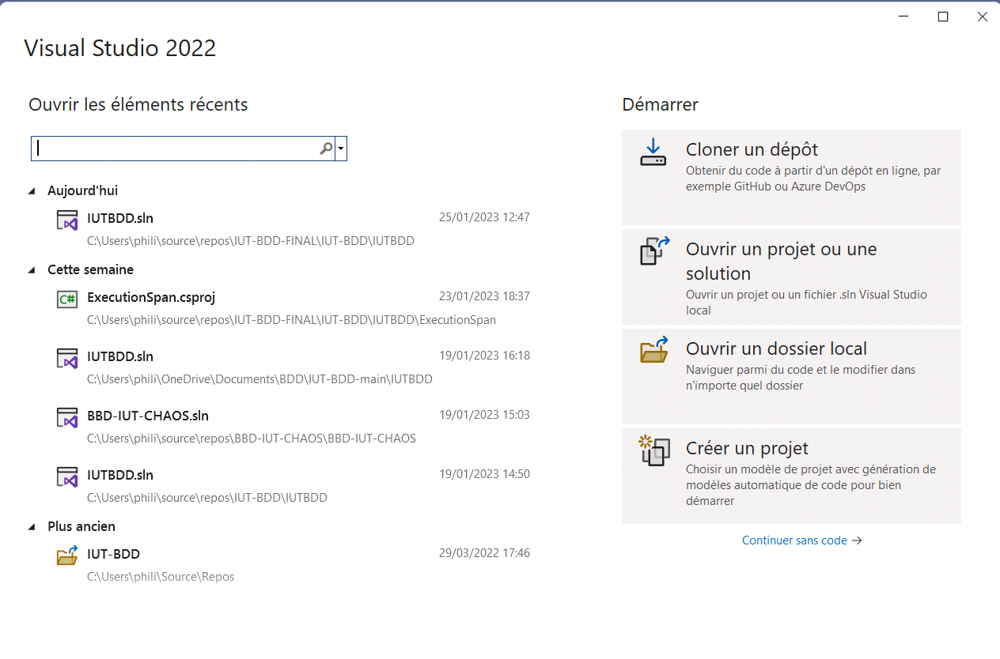 Visual Studio 2022
Ouvrir les éléments récents
Aujourd'hui
IUTBDD.sln 25/01/2023 12:47
C:\Users\phili\source\repos\IUT-BDD-FINAL\IUT-BDD\IUTBDD
Cette semaine
C# ExecutionSpan.csproj 23/01/2023 18:37
C:\Users\phili\source\repos\IUT-BDD-FINAL\IUT-BDD\IUTBDD\ExecutionSpan
IUTBDD.sln 19/01/2023 16:18
C:\Users\phili\OneDrive\Documents\BDD\IUT-BDD-main\IUTBDD
BBD-IUT-CHAOS.sln 19/01/2023 15:03
C:\Users\phili\source\repos\BBD-IUT-CHAOS\BBD-IUT-CHAOS
IUTBDD.sln 19/01/2023 14:50
C:\Users\phili\source\repos\IUT-BDD\IUTBDD
Plus ancien
IUT-BDD 29/03/2022 17:46
C:\Users\phili\Source\Repos
Démarrer
Cloner un dépôt
Obtenir du code à partir d'un dépôt en ligne, par
exemple GitHub ou Azure DevOps
Ouvrir un projet ou une
solution
Ouvrir un projet ou un fichier .sln Visual Studio
local
Ouvrir un dossier local
Naviguer parmi du code et le modifier dans
n'importe quel dossier
Créer un projet
Choisir un modèle de projet avec génération de
modèles automatique de code pour bien
démarrer
Continuer sans code →